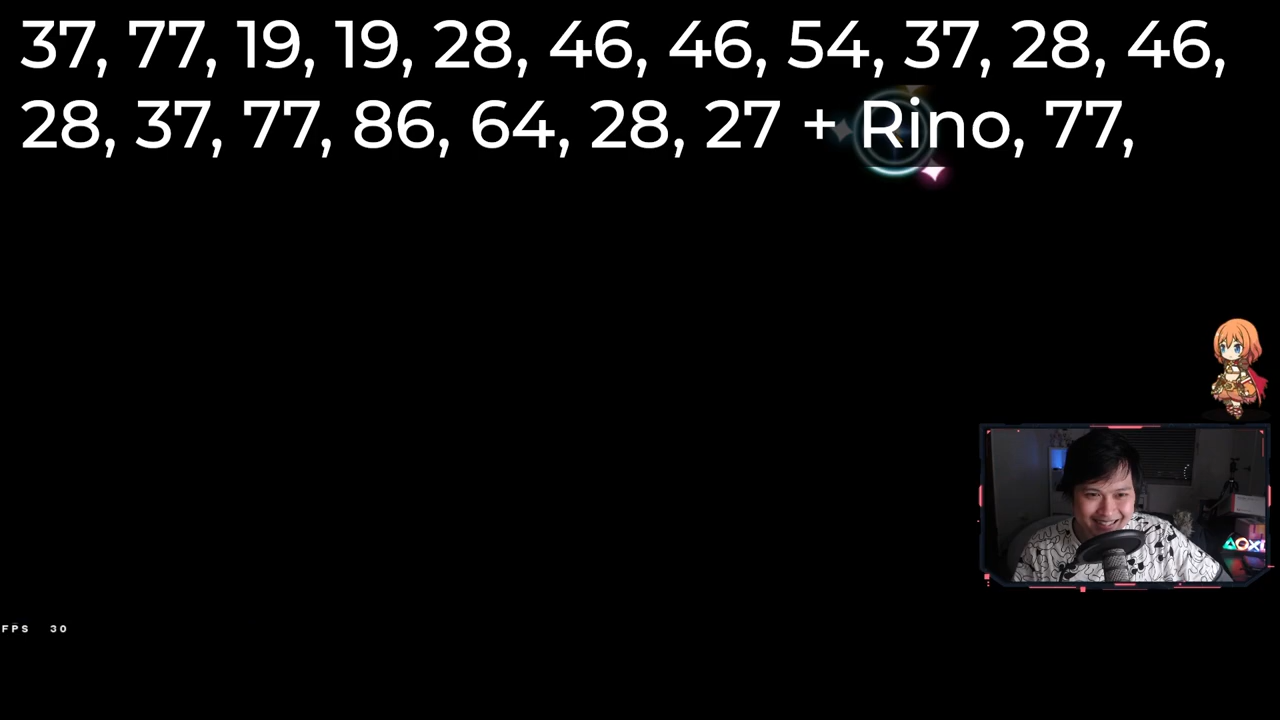 37, 77, 19, 19, 28, 46, 46, 54, 37, 28, 46,
28, 37, 77, 86, 64, 28, 27 + Rino, 77,
FPS 30